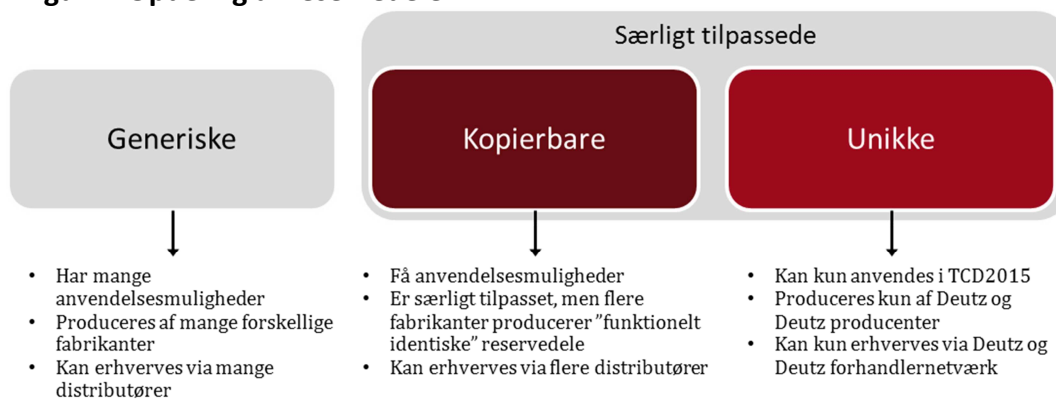 Særligt tilpassede
Generiske
Kopierbare
Unikke
• Har mange
anvendelsesmuligheder
• Produceres af mange forskellige
fabrikanter
• Kan erhverves via mange
distributører
• Få anvendelsesmuligheder
• Er særligt tilpasset, men flere
fabrikanter producerer ”funktionelt
identiske” reservedele
• Kan erhverves via flere distributører
• Kan kun anvendes i TCD2015
• Produceres kun af Deutz og
Deutz producenter
• Kan kun erhverves via Deutz og
Deutz forhandlernetværk